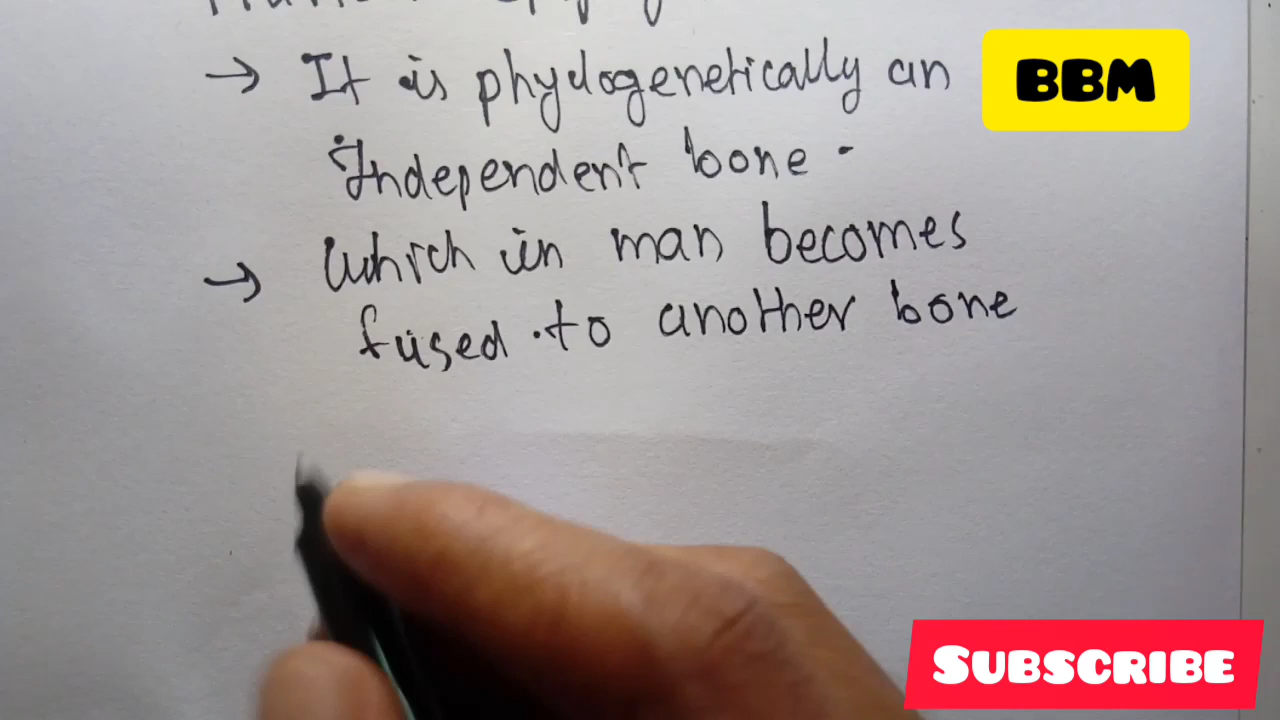 → It is phylogenetically an
Independent bone.
→ which in man becomes
fused to another bone
BBM
SUBSCRIBE